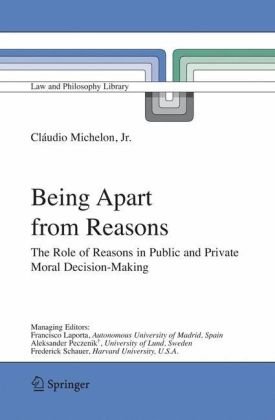 Law and Philosophy Library
Cláudio Michelon, Jr.
Being Apart
from Reasons
The Role of Reasons in Public and Private
Moral Decision-Making
Managing Editors:
Francisco Laporta, Autonomous University of Madrid, Spain
Aleksander Peczenik†, University of Lund, Sweden
Frederick Schauer, Harvard University, U.S.A.
Springer